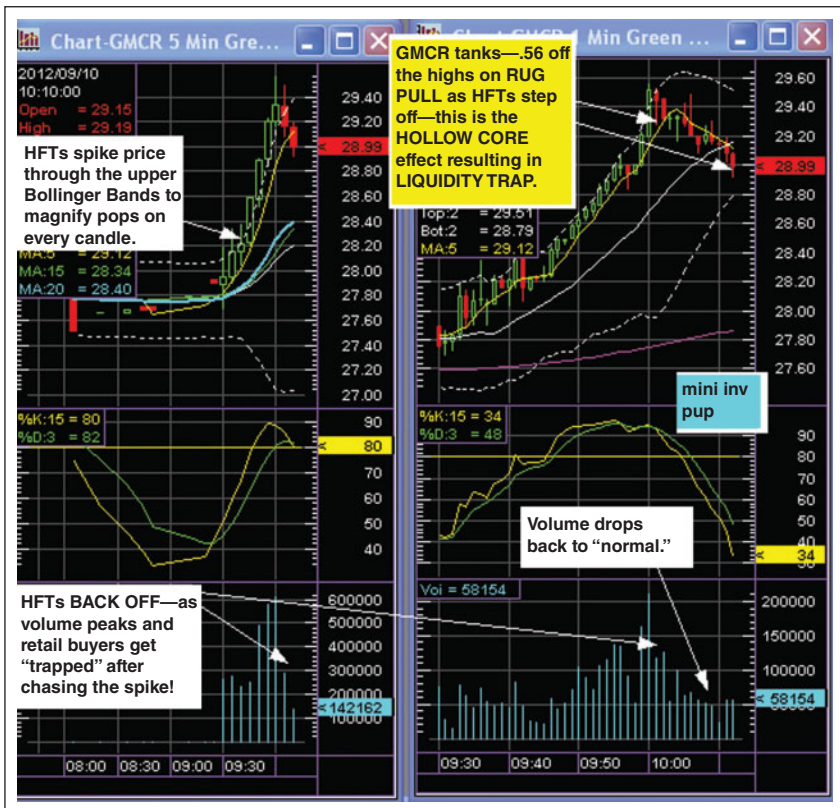 Chart-GMCR 5 Min Gre...
2012/09/10
10:10:00
Open = 29.15
High = 29.19
HFTs spike price
through the upper
Bollinger Bands to
magnify pops on
every candle.
MA:5 = 29.12
MA:15 = 28.34
MA:20 = 28.40
29.40
29.20
28.99
28.80
28.60
28.40
28.20
28.00
27.80
27.60
27.40
27.20
27.00
%K:15 = 80
%D:3 = 82
90
80
70
60
50
40
HFTs BACK OFF—as
volume peaks and
retail buyers get
“trapped” after
chasing the spike!
600000
500000
400000
300000
200000
142162
100000
08:00 08:30 09:00 09:30
Chart-GMCR 1 Min Green ...
GMCR tanks—.56 off
the highs on RUG
PULL as HFTs step
off—this is the
HOLLOW CORE
effect resulting in
LIQUIDITY TRAP.
Top:2 = 29.51
Bot:2 = 28.79
MA:5 = 29.12
29.60
29.40
29.20
28.99
28.80
28.60
28.40
28.20
28.00
27.80
27.60
mini inv
pup
%K:15 = 34
%D:3 = 48
90
80
70
60
50
40
34
30
Volume drops
back to “normal.”
Vol = 58154
200000
150000
100000
58154
09:30 09:40 09:50 10:00